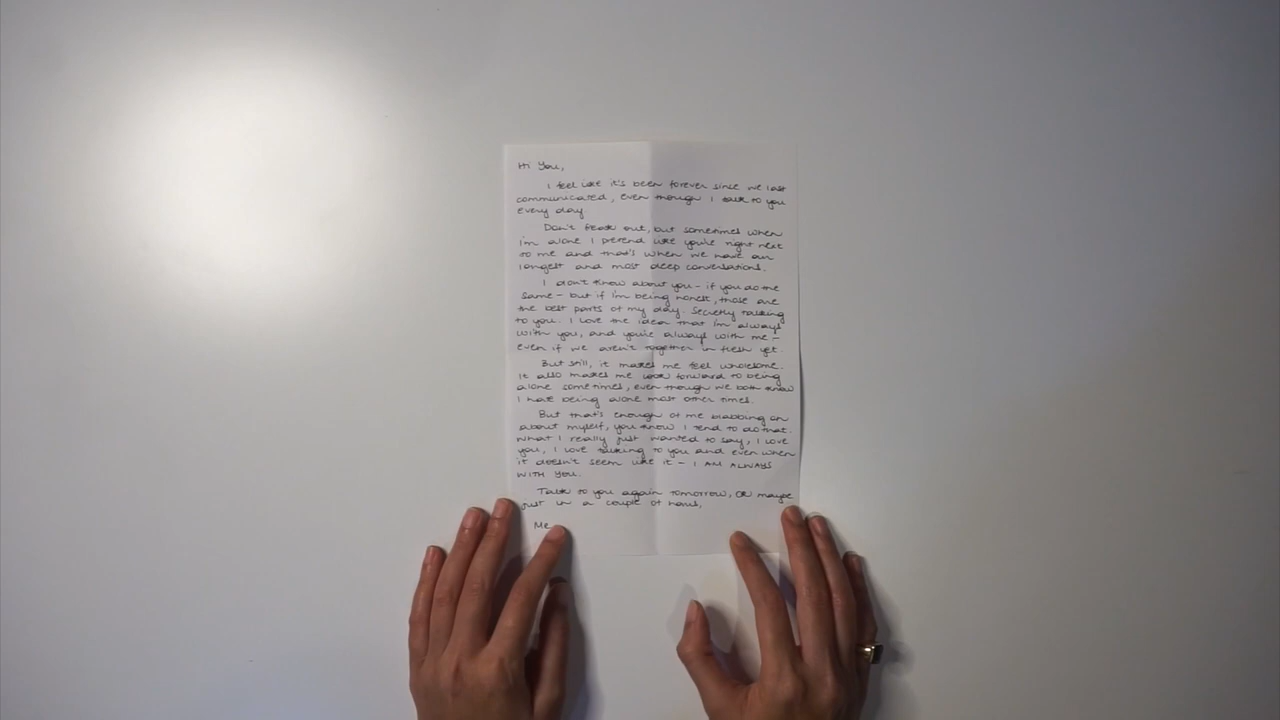 Hi You,
I feel like it's been forever since we last
communicated, even though I talk to you
every day.
Don't freak out, but sometimes when
I'm alone I pretend like you're right next
to me and that's when we have our
longest and most deep conversations.
I don't know about you - if you do the
same - but if I'm being honest, those are
the best parts of my day. Secretly talking
to you. I love the idea that I'm always
with you, and you're always with me -
even if we aren't together in flesh yet.
But still, it makes me feel wholesome.
It also makes me look forward to being
alone sometimes, even though we both know
I hate being alone most other times.
But that's enough of me blabbing on
about myself, you know I tend to do that.
What I really just wanted to say, I love
you, I love talking to you and even when
it doesn't seem like it - I AM ALWAYS
WITH YOU.
Talk to you again tomorrow, OR maybe
just in a couple of hours,
Me